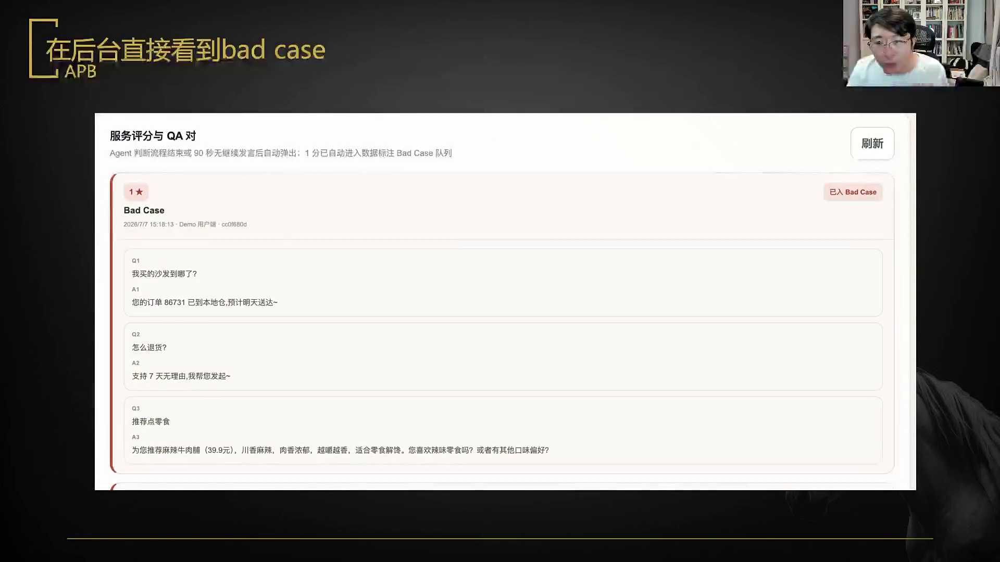 在后台直接看到bad case
APB
服务评分与 QA 对
刷新
Agent 判断流程结束或 90 秒无继续发言后自动弹出；1 分已自动进入数据标注 Bad Case 队列
1 ★
已入 Bad Case
Bad Case
2026/7/7 15:18:13 · Demo 用户端 · cc0f680d
Q1
我买的沙发到哪了?
A1
您的订单 86731 已到本地仓,预计明天送达~
Q2
怎么退货?
A2
支持 7 天无理由,我帮您发起~
Q3
推荐点零食
A3
为您推荐麻辣牛肉脯（39.9元），川香麻辣，肉香浓郁，越嚼越香，适合零食解馋。您喜欢辣味零食吗？或者有其他口味偏好？